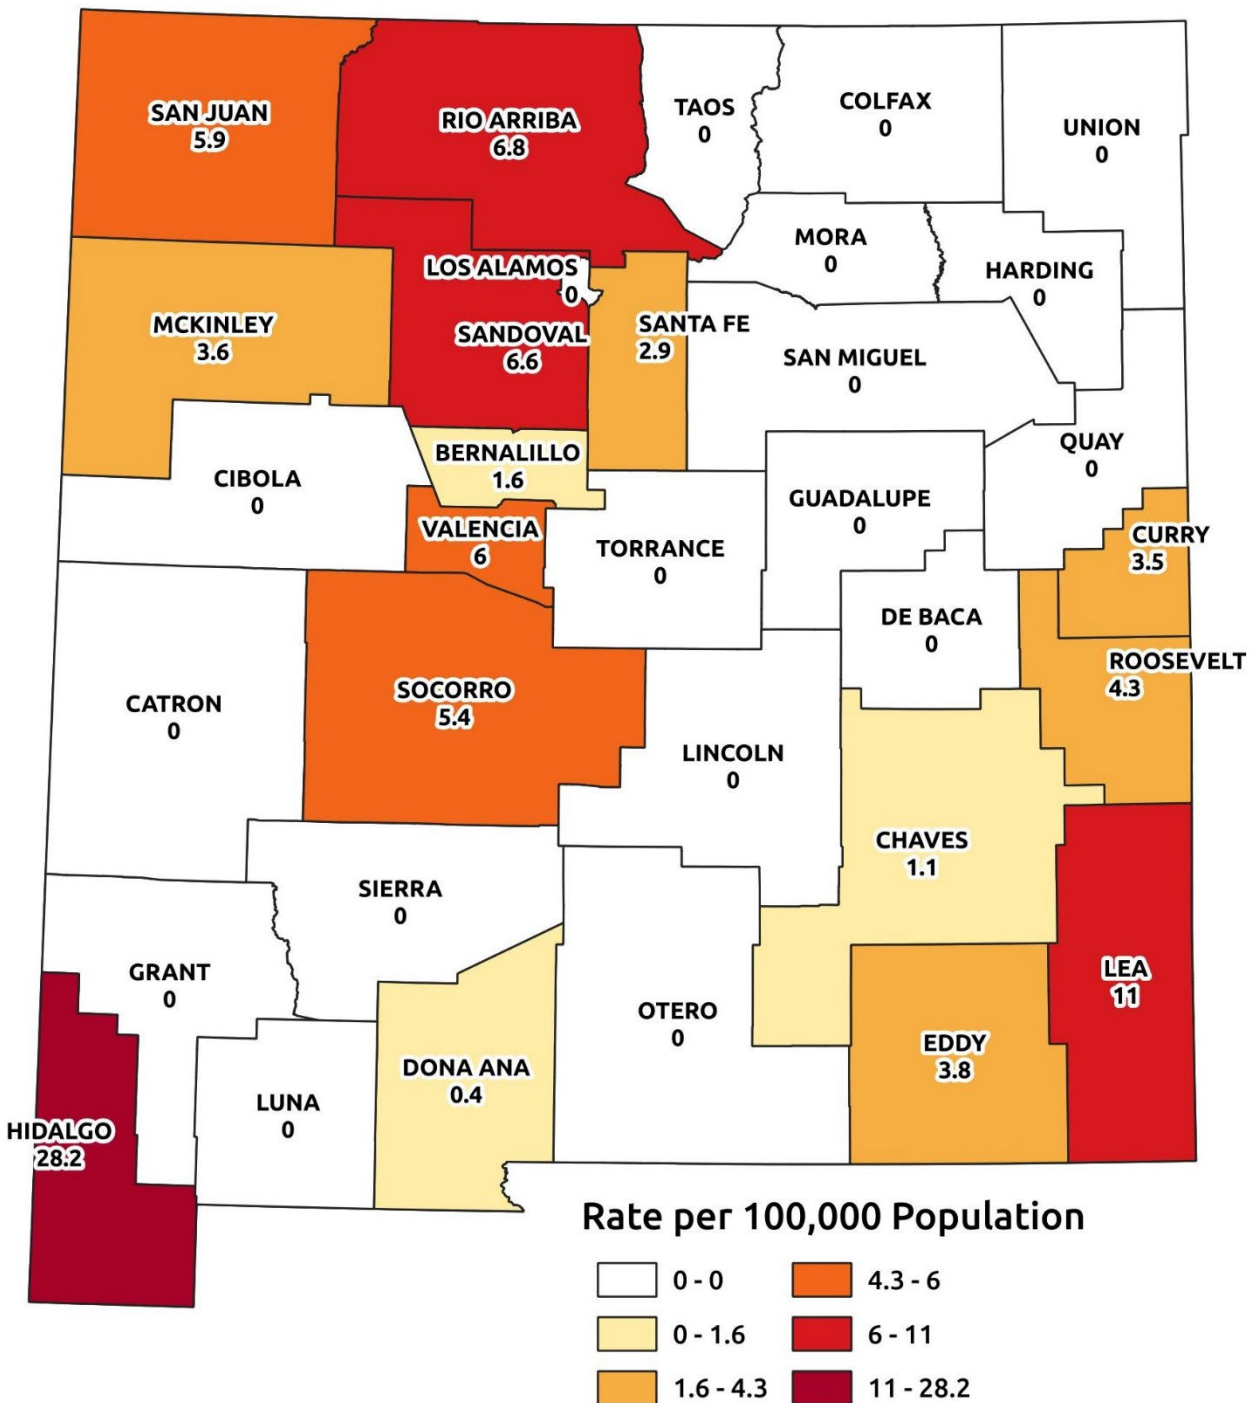 SAN JUAN
5.9
RIO ARRIBA
6.8
TAOS
0
COLFAX
0
UNION
0
MORA
0
HARDING
0
LOS ALAMOS
0
MCKINLEY
3.6
SANDOVAL
6.6
SANTA FE
2.9
SAN MIGUEL
0
QUAY
0
BERNALILLO
1.6
CIBOLA
0
GUADALUPE
0
VALENCIA
6
TORRANCE
0
CURRY
3.5
DE BACA
0
ROOSEVELT
4.3
CATRON
0
SOCORRO
5.4
LINCOLN
0
CHAVES
1.1
SIERRA
0
GRANT
0
LEA
11
OTERO
0
EDDY
3.8
DONA ANA
0.4
LUNA
0
HIDALGO
28.2
Rate per 100,000 Population
0 - 0
0 - 1.6
1.6 - 4.3
4.3 - 6
6 - 11
11 - 28.2